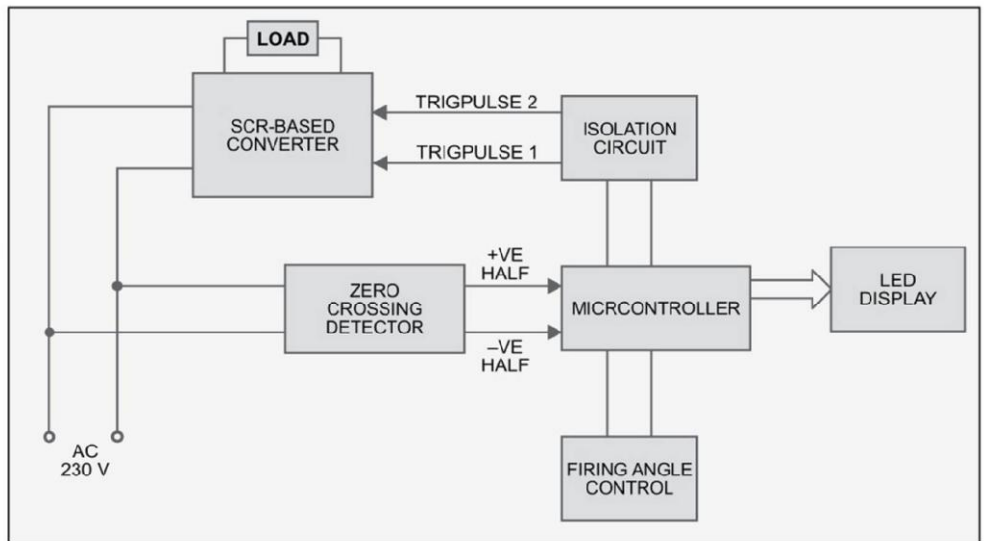 LOAD
SCR-BASED
CONVERTER
TRIGPULSE 2
TRIGPULSE 1
ISOLATION
CIRCUIT
+VE
HALF
ZERO
CROSSING
DETECTOR
–VE
HALF
MICRCONTROLLER
LED
DISPLAY
AC
230 V
FIRING ANGLE
CONTROL